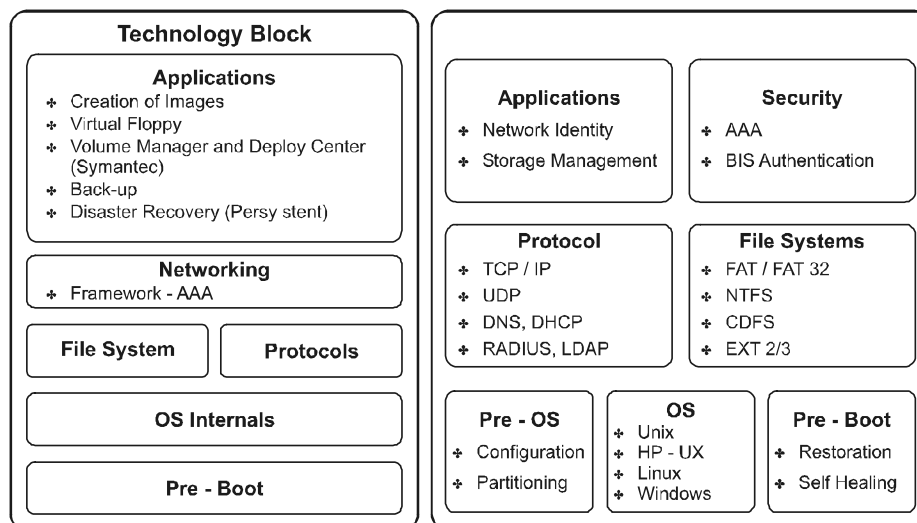 Technology Block
Applications
Creation of Images
Virtual Floppy
Volume Manager and Deploy Center
(Symantec)
Back-up
Disaster Recovery (Persy stent)
Networking
Framework - AAA
File System
Protocols
OS Internals
Pre - Boot
Applications
Network Identity
Storage Management
Security
AAA
BIS Authentication
Protocol
TCP / IP
UDP
DNS, DHCP
RADIUS, LDAP
File Systems
FAT / FAT 32
NTFS
CDFS
EXT 2/3
Pre - OS
Configuration
Partitioning
OS
Unix
HP - UX
Linux
Windows
Pre - Boot
Restoration
Self Healing